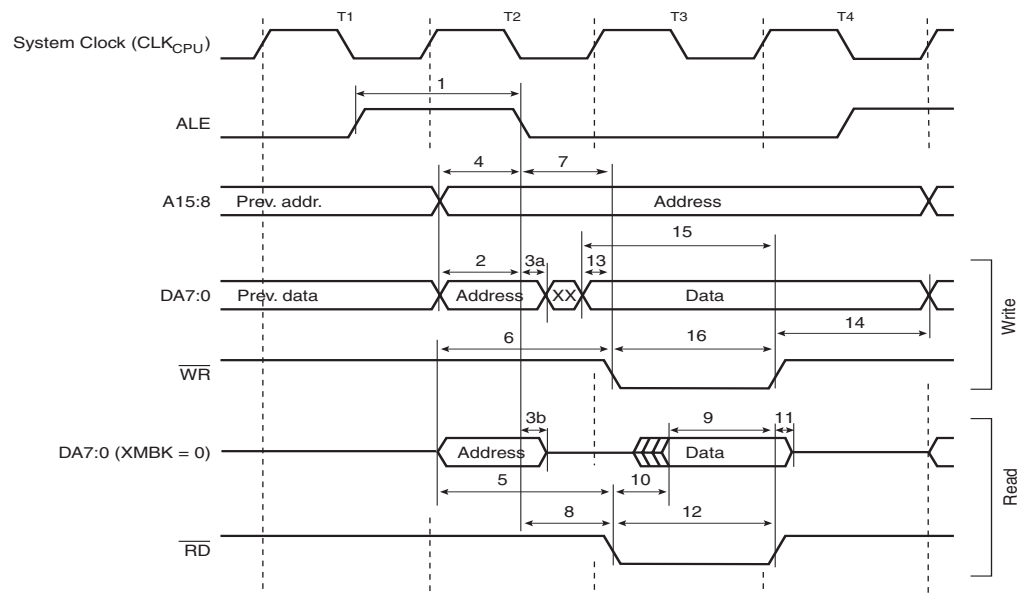 T1 T2 T3 T4
System Clock (CLKCPU)
1
ALE
4 7
A15:8 Prev. addr. Address
15
2 3a 13
DA7:0 Prev. data Address XX Data
14
6 16
WR
Write
3b 9 11
DA7:0 (XMBK = 0) Address Data
5 10
8 12
RD
Read